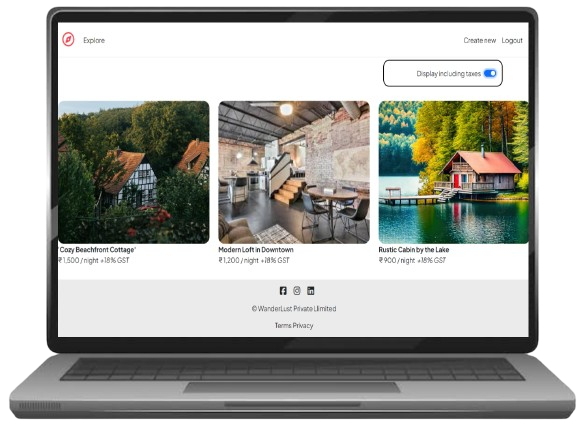 Explore
Create new Logout
Display including taxes
'Cozy Beachfront Cottage'
₹1,500/night +18% GST
Modern Loft in Downtown
₹1,200/night +18% GST
Rustic Cabin by the Lake
₹900/night +18% GST
© WanderLust Private LIimited
Terms Privacy